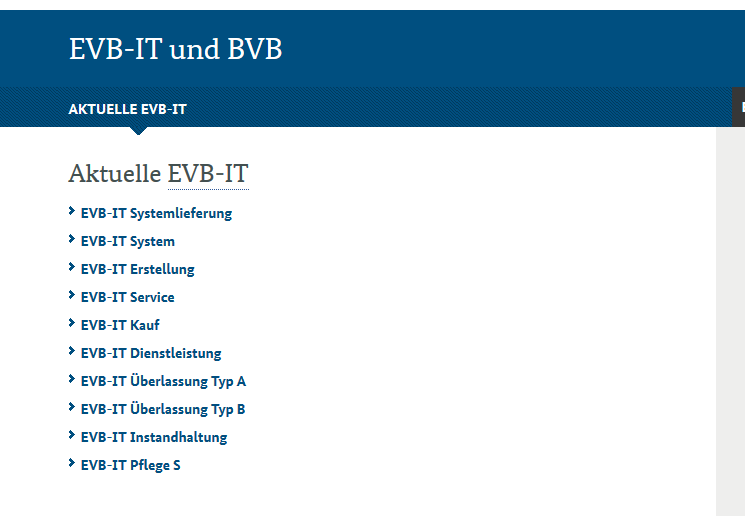 EVB-IT und BVB
AKTUELLE EVB-IT
Aktuelle EVB-IT
EVB-IT Systemlieferung
EVB-IT System
EVB-IT Erstellung
EVB-IT Service
EVB-IT Kauf
EVB-IT Dienstleistung
EVB-IT Überlassung Typ A
EVB-IT Überlassung Typ B
EVB-IT Instandhaltung
EVB-IT Pflege S